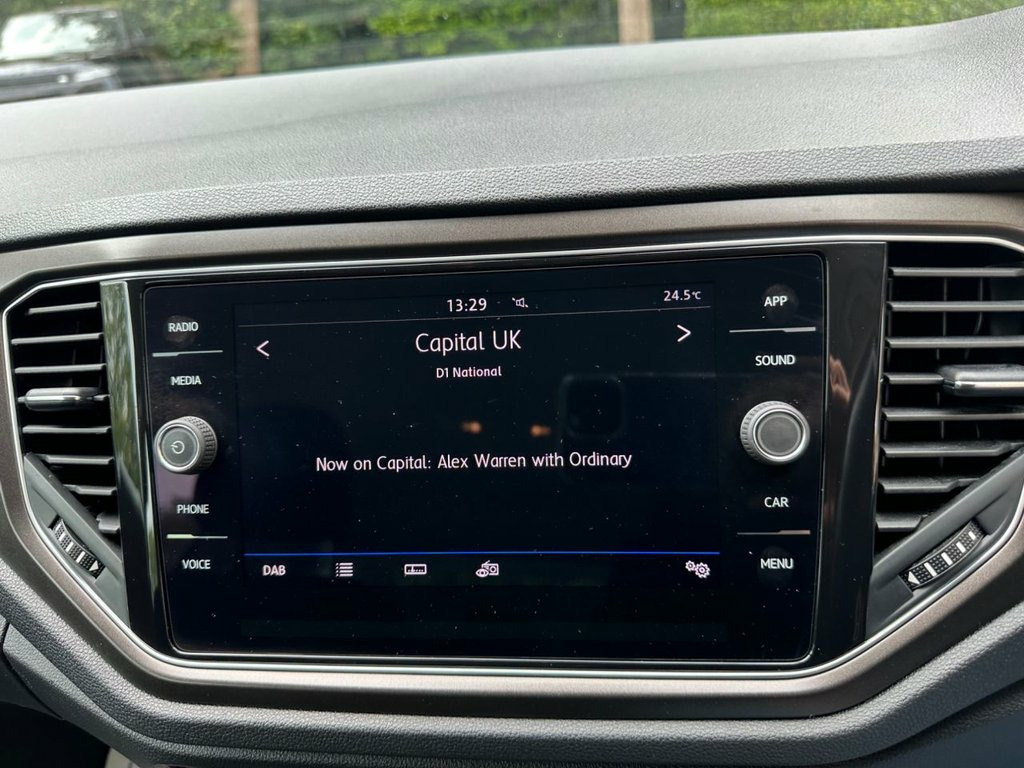 13:29
24.5°C
Capital UK
D1 National
Now on Capital: Alex Warren with Ordinary
DAB
RADIO
MEDIA
PHONE
VOICE
APP
SOUND
CAR
MENU